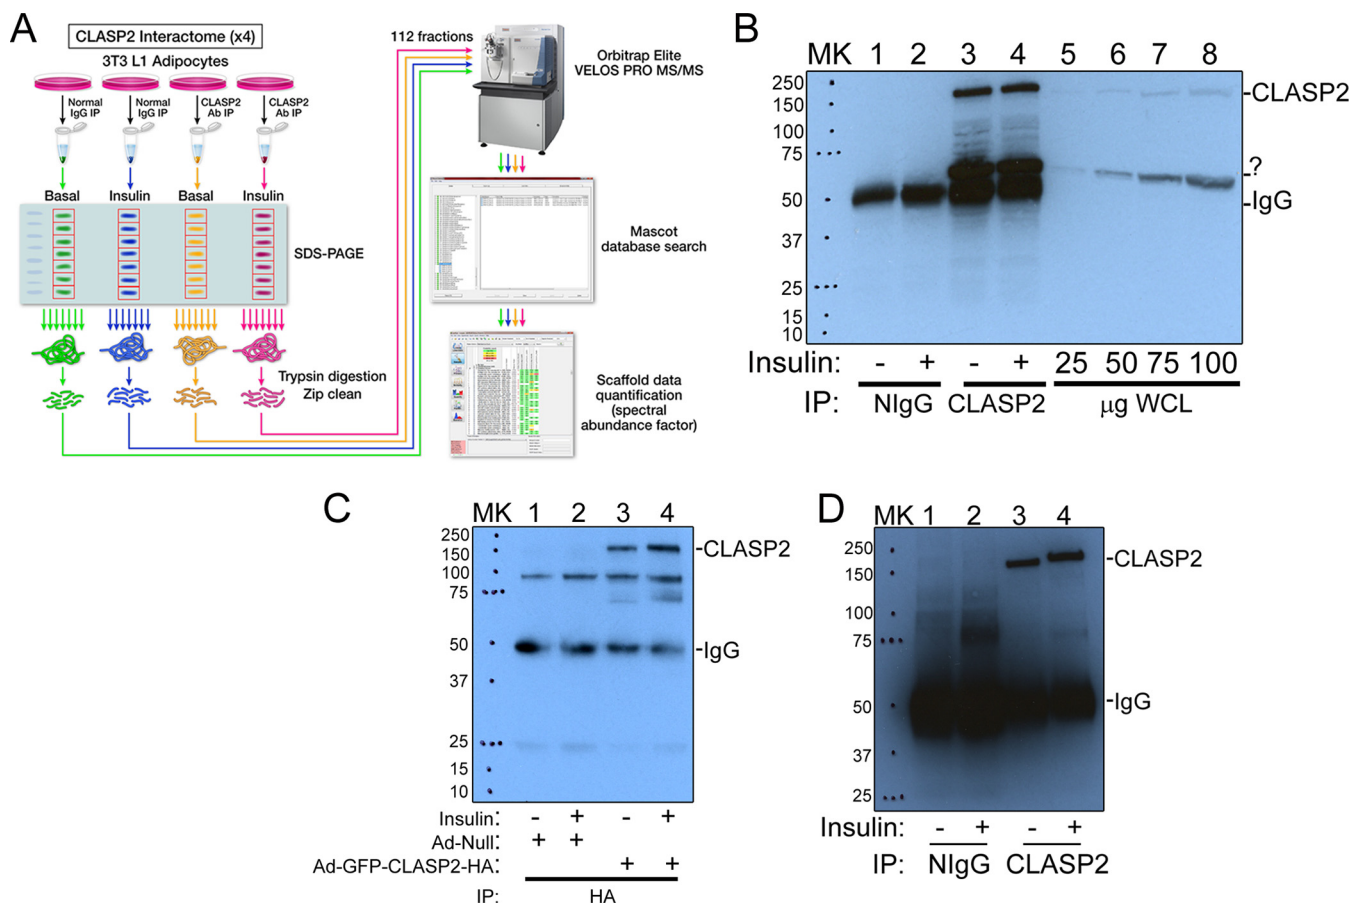 A
CLASP2 Interactome (x4)
3T3 L1 Adipocytes
Normal
IgG IP
Normal
IgG IP
CLASP2
Ab IP
CLASP2
Ab IP
Basal
Insulin
Basal
Insulin
SDS-PAGE
Trypsin digestion
Zip clean
112 fractions
Orbitrap Elite
VELOS PRO MS/MS
Mascot
database search
Scaffold data
quantification
(spectral
abundance factor)
B
MK 1 2 3 4 5 6 7 8
250
150
100
75
50
37
25
15
10
-CLASP2
-?
-IgG
Insulin: - + - + 25 50 75 100
IP: NIgG CLASP2 µg WCL
C
MK 1 2 3 4
250
150
100
75
50
37
25
15
10
-CLASP2
-IgG
Insulin: - + - +
Ad-Null: + +
Ad-GFP-CLASP2-HA: + +
IP: HA
D
MK 1 2 3 4
250
150
100
75
50
37
25
-CLASP2
-IgG
Insulin: - + - +
IP: NIgG CLASP2